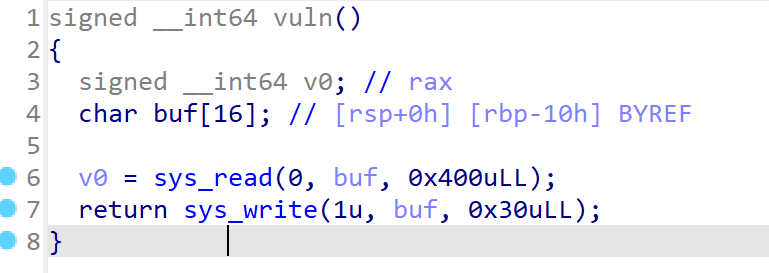 1 signed __int64 vuln()
2 {
3   signed __int64 v0; // rax
4   char buf[16]; // [rsp+0h] [rbp-10h] BYREF
5
6   v0 = sys_read(0, buf, 0x400uLL);
7   return sys_write(1u, buf, 0x30uLL);
8 }